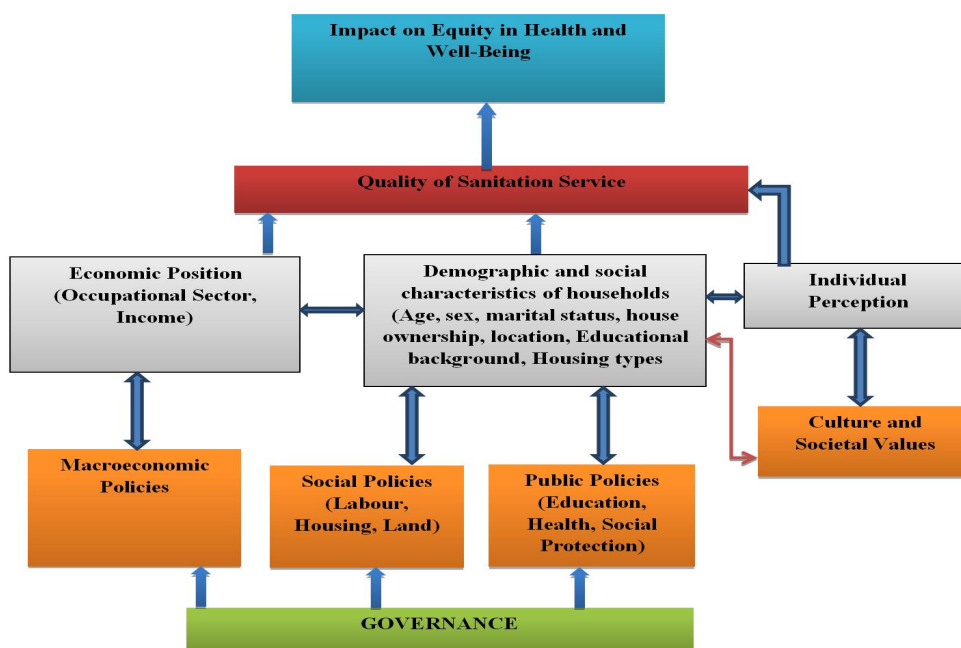 Impact on Equity in Health and
Well-Being
Quality of Sanitation Service
Economic Position
(Occupational Sector,
Income)
Demographic and social
characteristics of households
(Age, sex, marital status, house
ownership, location, Educational
background, Housing types
Individual
Perception
Culture and
Societal Values
Macroeconomic
Policies
Social Policies
(Labour,
Housing, Land)
Public Policies
(Education,
Health, Social
Protection)
GOVERNANCE